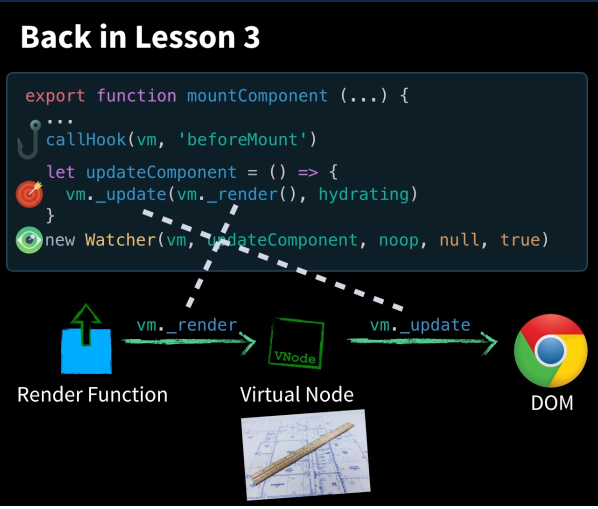 Back in Lesson 3
export function mountComponent (...) {
...
callHook(vm, 'beforeMount')
let updateComponent = () => {
vm._update(vm._render(), hydrating)
}
new Watcher(vm, updateComponent, noop, null, true)
vm._render
vm._update
VNode
Render Function
Virtual Node
DOM